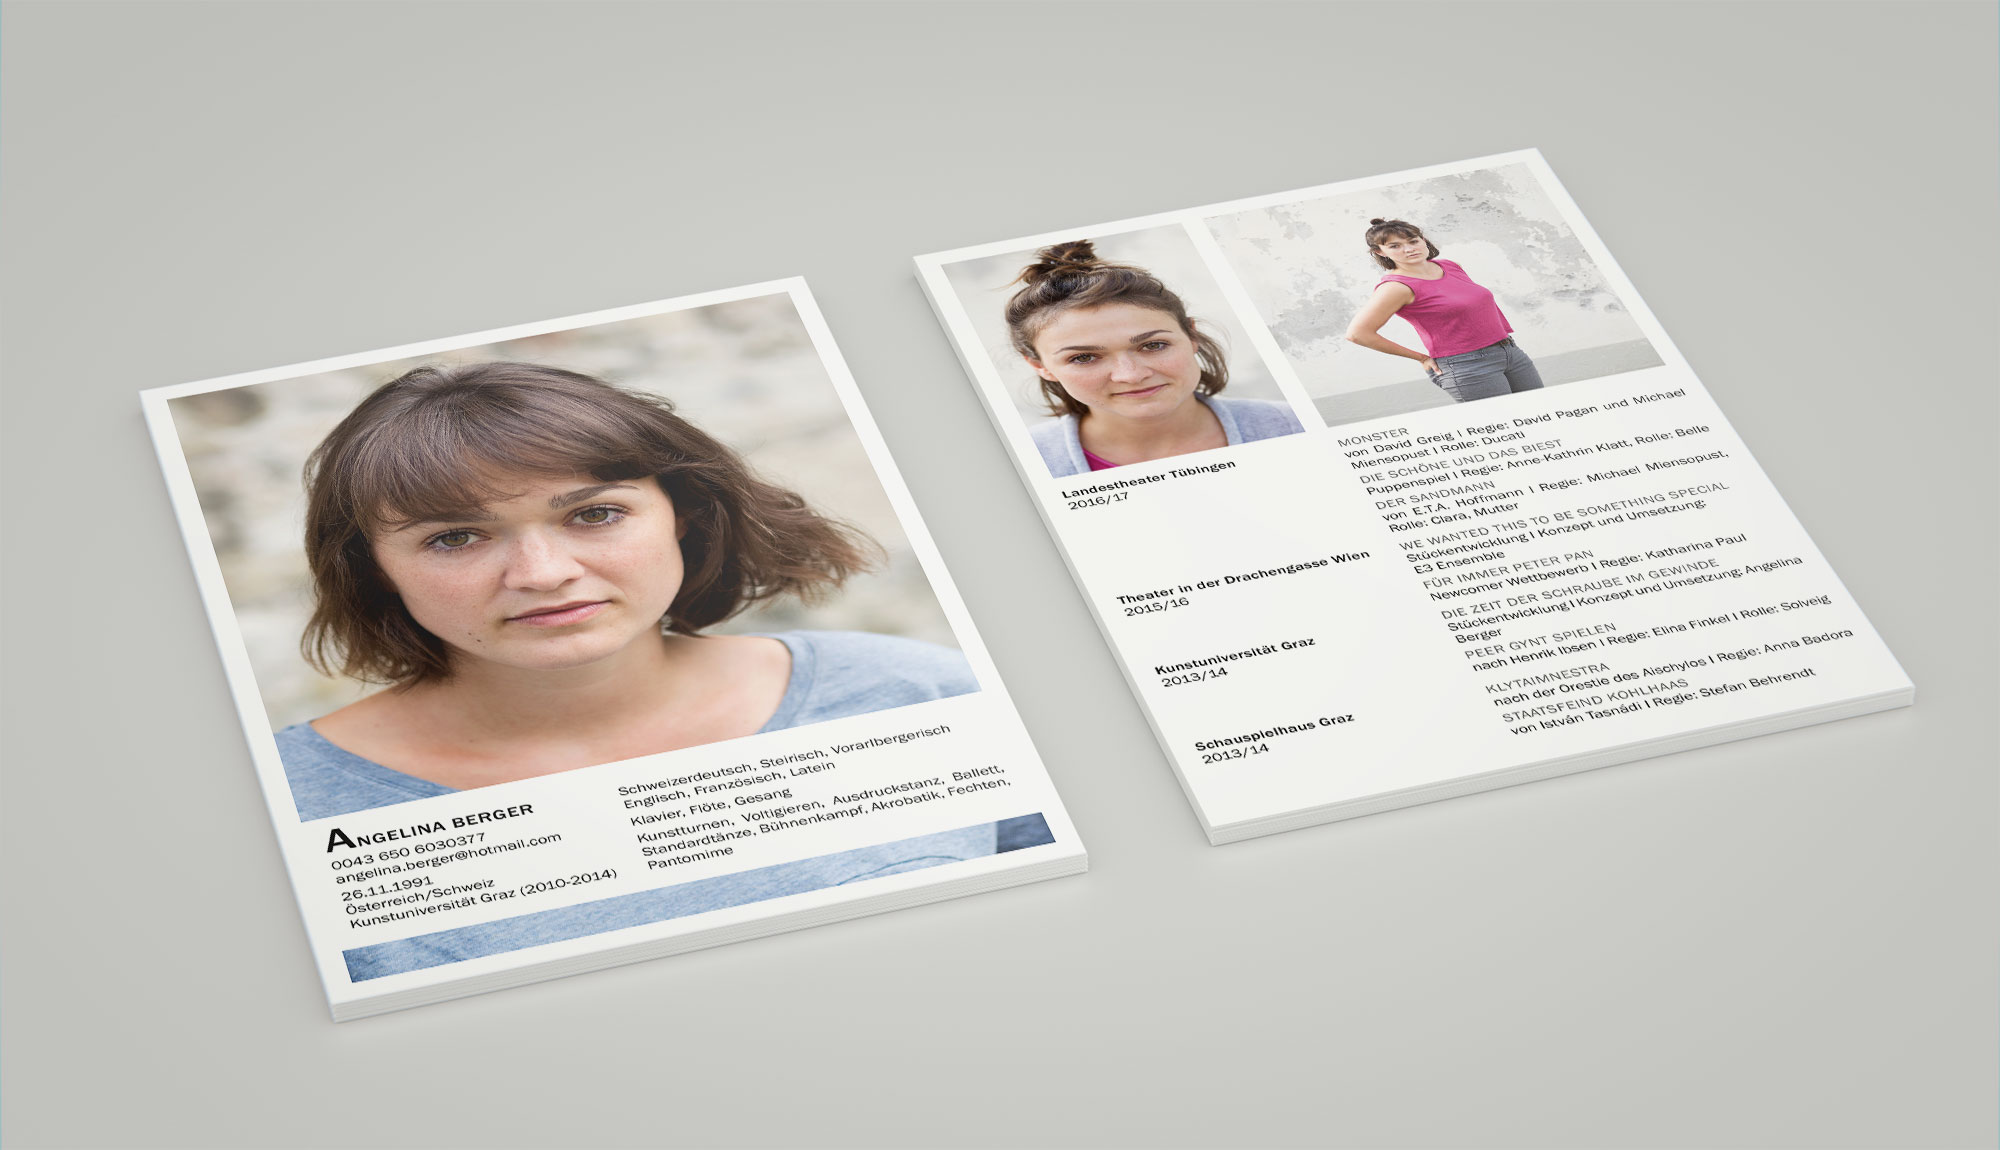 ANGELINA BERGER
0043 650 6030377
angelina.berger@hotmail.com
26.11.1991
Österreich/Schweiz
Kunstuniversität Graz (2010-2014)
Schweizerdeutsch, Steirisch, Vorarlbergerisch
Englisch, Französisch, Latein
Klavier, Flöte, Gesang
Kunstturnen, Voltigieren, Ausdruckstanz, Ballett,
Standardtänze, Bühnenkampf, Akrobatik, Fechten,
Pantomime
Landestheater Tübingen
2016/17
MONSTER
von David Greig I Regie: David Pagan und Michael
Miensopust I Rolle: Ducati
DIE SCHÖNE UND DAS BIEST
Puppenspiel I Regie: Anne-Kathrin Klatt, Rolle: Belle
DER SANDMANN
von E.T.A. Hoffmann I Regie: Michael Miensopust,
Rolle: Clara, Mutter
Theater in der Drachengasse Wien
2015/16
WE WANTED THIS TO BE SOMETHING SPECIAL
Stückentwicklung I Konzept und Umsetzung:
E3 Ensemble
FÜR IMMER PETER PAN
Newcomer Wettbewerb I Regie: Katharina Paul
DIE ZEIT DER SCHRAUBE IM GEWINDE
Stückentwicklung I Konzept und Umsetzung: Angelina
Berger
Kunstuniversität Graz
2013/14
PEER GYNT SPIELEN
nach Henrik Ibsen I Regie: Elina Finkel I Rolle: Solveig
Schauspielhaus Graz
2013/14
KLYTAIMNESTRA
nach der Orestie des Aischylos I Regie: Anna Badora
STAATSFEIND KOHLHAAS
von István Tasnádi I Regie: Stefan Behrendt